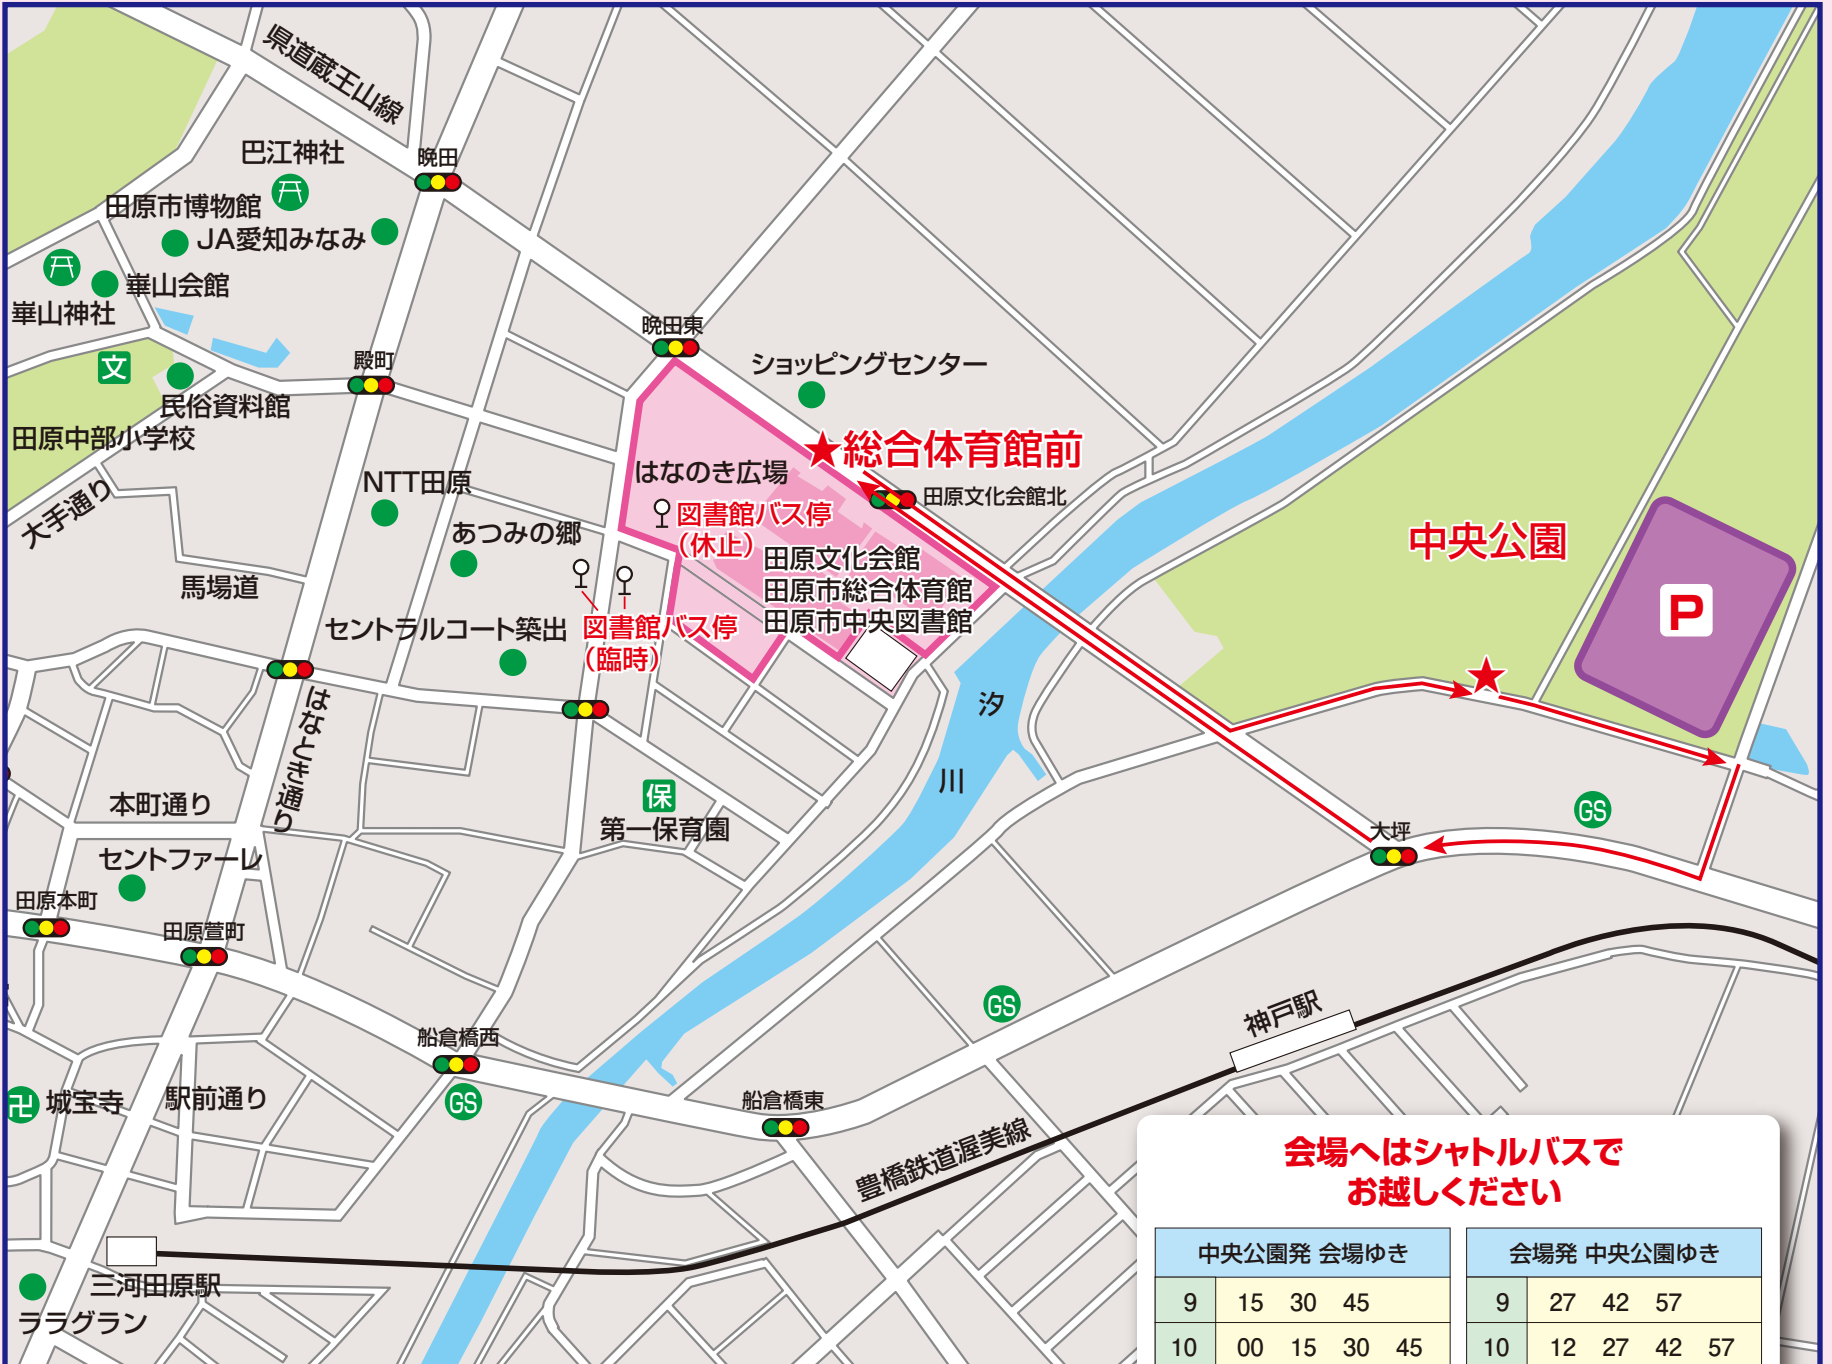 県道蔵王山線
巴江神社
晩田
田原市博物館
JA愛知みなみ
崋山会館
崋山神社
文
殿町
民俗資料館
田原中部小学校
大手通り
晩田東
ショッピングセンター
★総合体育館前
はなのき広場
田原文化会館北
図書館バス停
(休止)
田原文化会館
田原市総合体育館
田原市中央図書館
NTT田原
あつみの郷
馬場道
セントラルコート築出
図書館バス停
(臨時)
中央公園
P
★
汐
川
はなとき通り
本町通り
保
第一保育園
セントファーレ
田原本町
田原萱町
大坪
GS
GS
神戸駅
船倉橋西
GS
卍
城宝寺
駅前通り
船倉橋東
豊橋鉄道渥美線
三河田原駅
ララグラン
会場へはシャトルバスで
お越しください
中央公園発 会場ゆき
9 15 30 45
10 00 15 30 45
会場発 中央公園ゆき
9 27 42 57
10 12 27 42 57